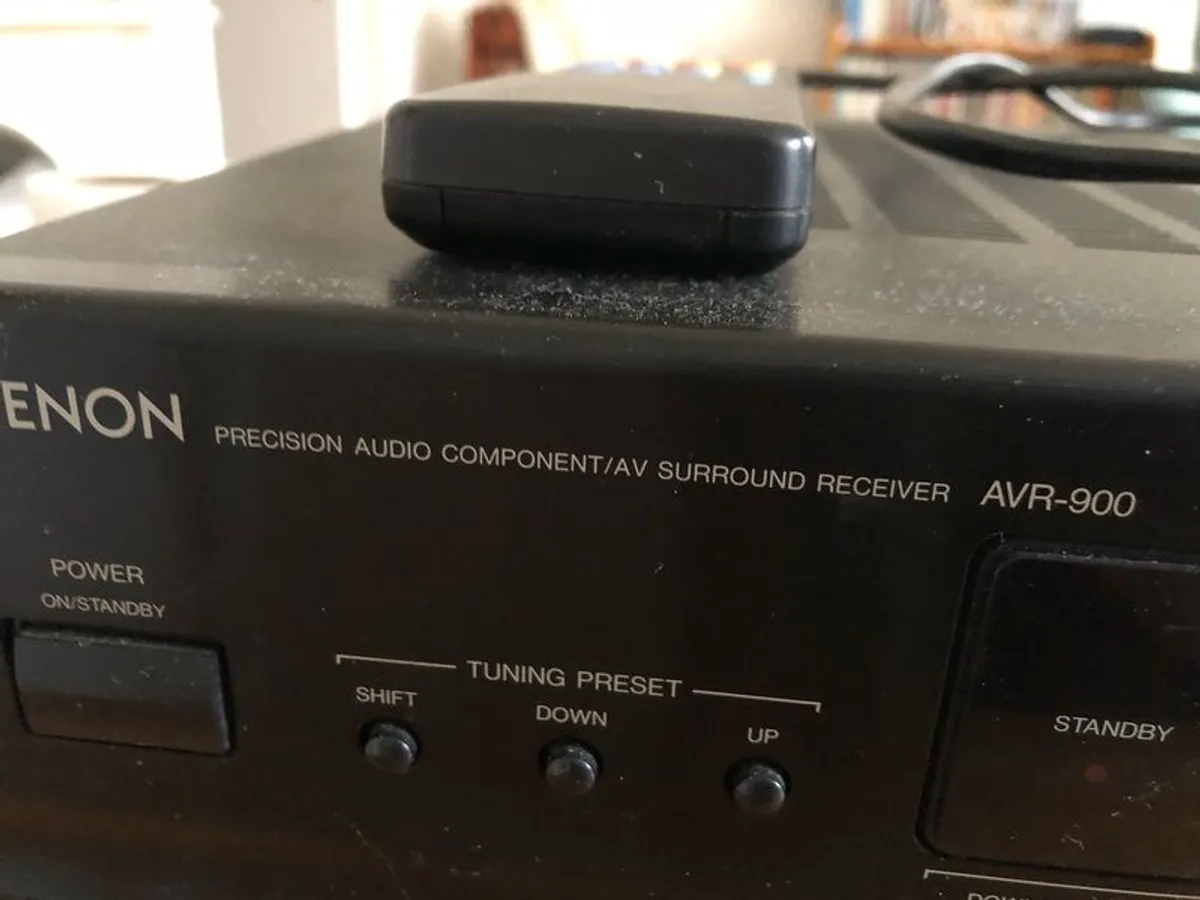 ENON PRECISION AUDIO COMPONENT/AV SURROUND RECEIVER AVR-900
POWER
ON/STANDBY
TUNING PRESET
SHIFT DOWN UP
STANDBY